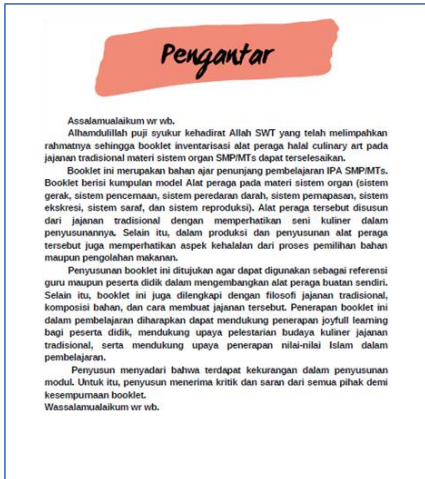 Pengantar
Assalamualaikum wr wb.
Alhamdulillah puji syukur kehadirat Allah SWT yang telah melimpahkan
rahmatnya sehingga booklet inventarisasi alat peraga halal culinary art pada
jajanan tradisional materi sistem organ SMP/MTs dapat terselesaikan.
Booklet ini merupakan bahan ajar penunjang pembelajaran IPA SMP/MTs.
Booklet berisi kumpulan model Alat peraga pada materi sistem organ (sistem
gerak, sistem pencernaan, sistem peredaran darah, sistem pernapasan, sistem
ekskresi, sistem saraf, dan sistem reproduksi). Alat peraga tersebut disusun
dari jajanan tradisional dengan memperhatikan seni kuliner dalam
penyusunannya. Selain itu, dalam produksi dan penyusunan alat peraga
tersebut juga memperhatikan aspek kehalalan dari proses pemilihan bahan
maupun pengolahan makanan.
Penyusunan booklet ini ditujukan agar dapat digunakan sebagai referensi
guru maupun peserta didik dalam mengembangkan alat peraga buatan sendiri.
Selain itu, booklet ini juga dilengkapi dengan filosofi jajanan tradisional,
komposisi bahan, dan cara membuat jajanan tersebut. Penerapan booklet ini
dalam pembelajaran diharapkan dapat mendukung penerapan joyfull learning
bagi peserta didik, mendukung upaya pelestarian budaya kuliner jajanan
tradisional, serta mendukung upaya penerapan nilai-nilai Islam dalam
pembelajaran.
Penyusun menyadari bahwa terdapat kekurangan dalam penyusunan
modul. Untuk itu, penyusun menerima kritik dan saran dari semua pihak demi
kesempurnaan booklet.
Wassalamualaikum wr wb.